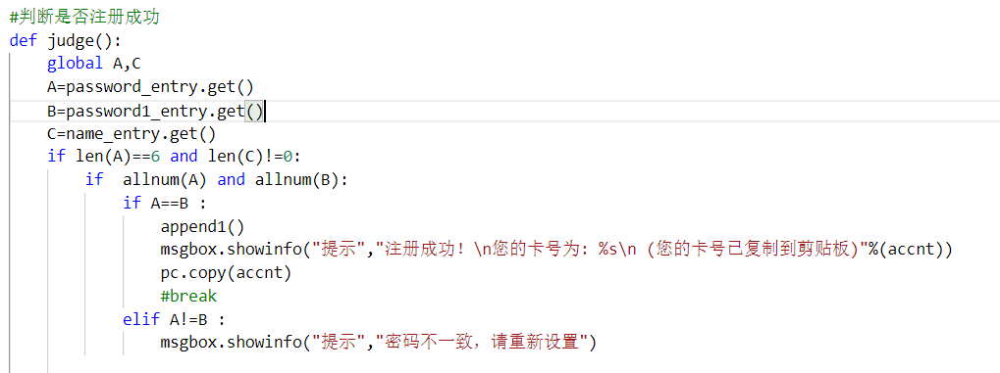 #判断是否注册成功
def judge():
    global A,C
    A=password_entry.get()
    B=password1_entry.get()
    C=name_entry.get()
    if len(A)==6 and len(C)!=0:
        if  allnum(A) and allnum(B):
            if A==B :
                append1()
                msgbox.showinfo("提示","注册成功！\n您的卡号为：%s\n（您的卡号已复制到剪贴板)"%(accnt))
                pc.copy(accnt)
                #break
            elif A!=B :
                msgbox.showinfo("提示","密码不一致，请重新设置")